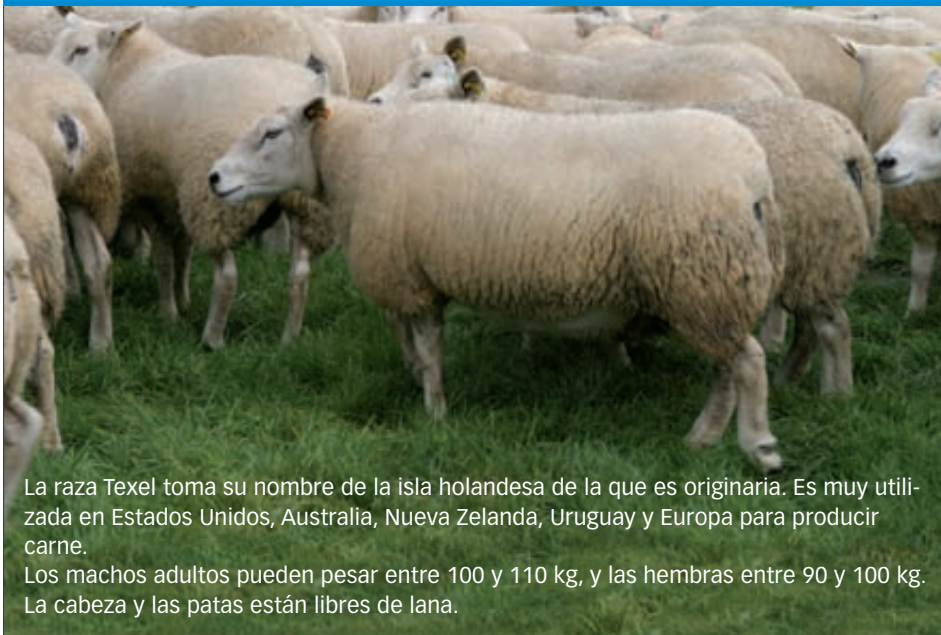 La raza Texel toma su nombre de la isla holandesa de la que es originaria. Es muy utili-
zada en Estados Unidos, Australia, Nueva Zelanda, Uruguay y Europa para producir
carne.
Los machos adultos pueden pesar entre 100 y 110 kg, y las hembras entre 90 y 100 kg.
La cabeza y las patas están libres de lana.